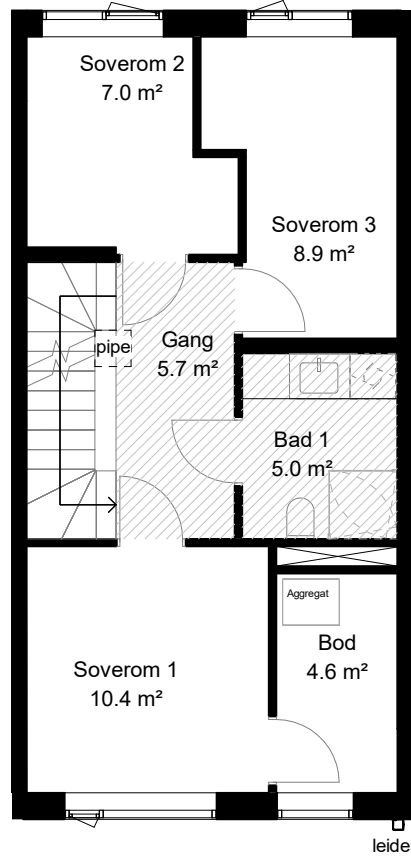 Soverom 2
7.0 m²
Soverom 3
8.9 m²
pipe
Gang
5.7 m²
Bad 1
5.0 m²
Aggregat
Bod
4.6 m²
Soverom 1
10.4 m²
leide